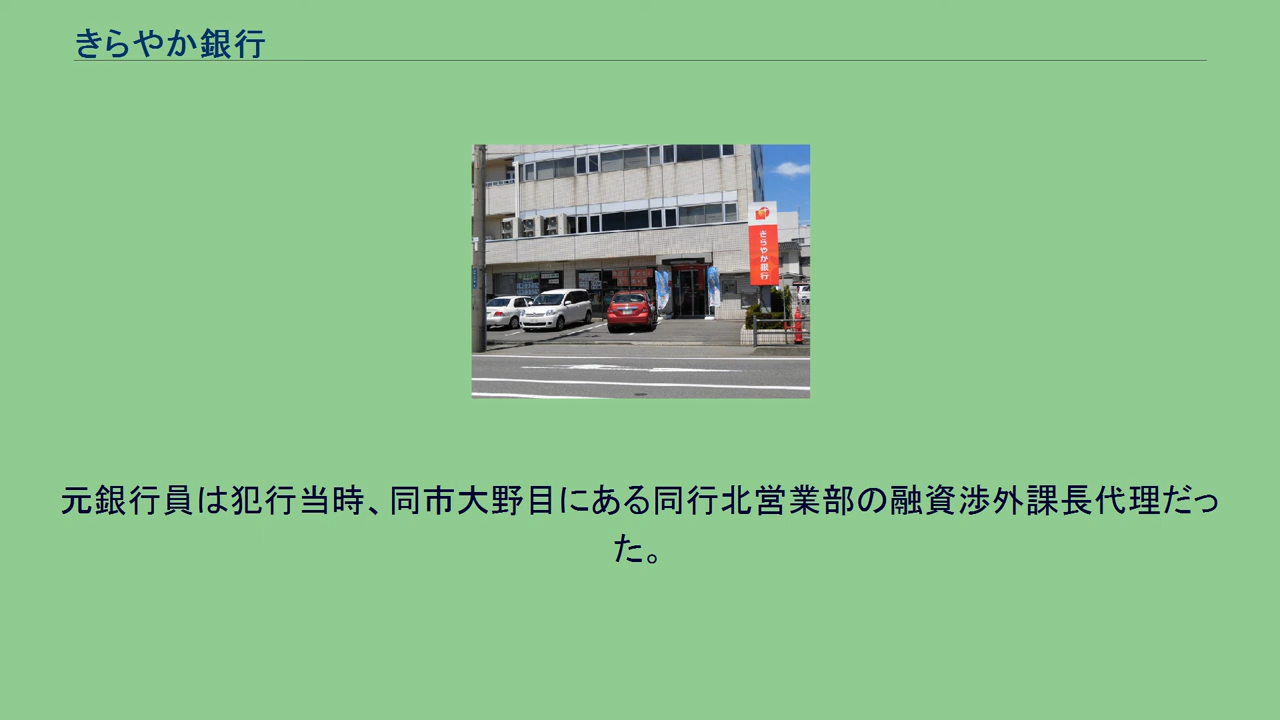 きらやか銀行
きらやか銀行
元銀行員は犯行当時、同市大野目にある同行北営業部の融資渉外課長代理だっ
た。